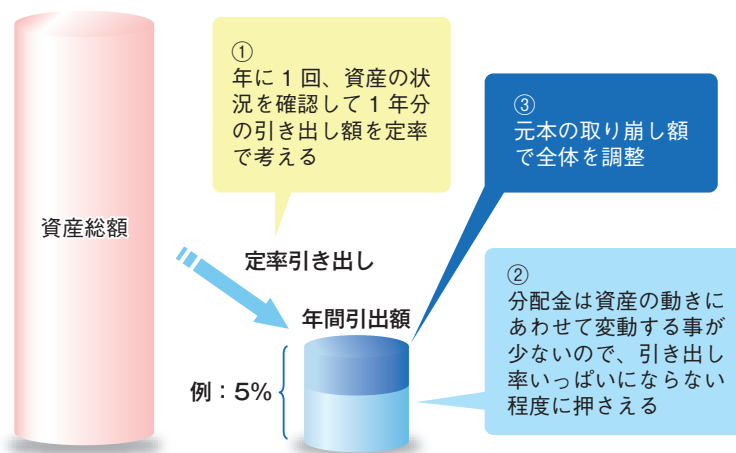 ①
年に１回、資産の状
況を確認して１年分
の引き出し額を定率
で考える
③
元本の取り崩し額
で全体を調整
資産総額
定率引き出し
②
分配金は資産の動きに
あわせて変動する事が
少ないので、引き出し
率いっぱいにならない
程度に押さえる
年間引出額
例：5%